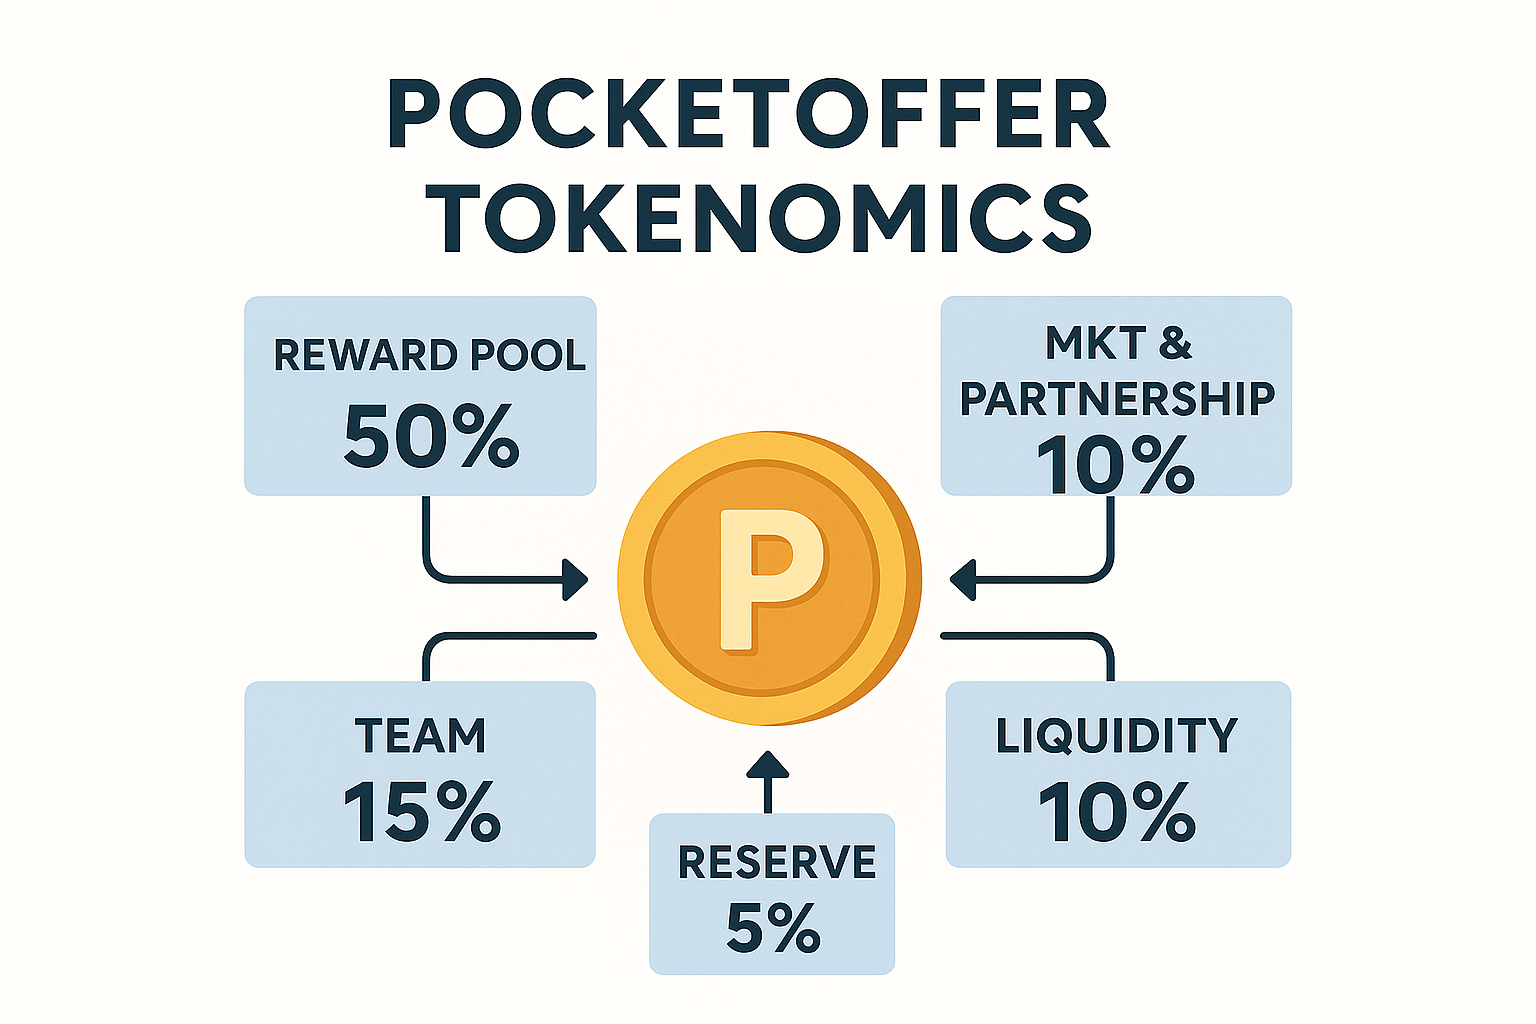 POCKETOFFER
TOKENOMICS
REWARD POOL
50%
MKT &
PARTNERSHIP
10%
P
TEAM
15%
LIQUIDITY
10%
RESERVE
5%